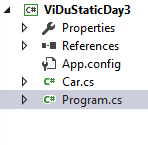 C# ViDuStaticDay3
Properties
References
App.config
C# Car.cs
C# Program.cs